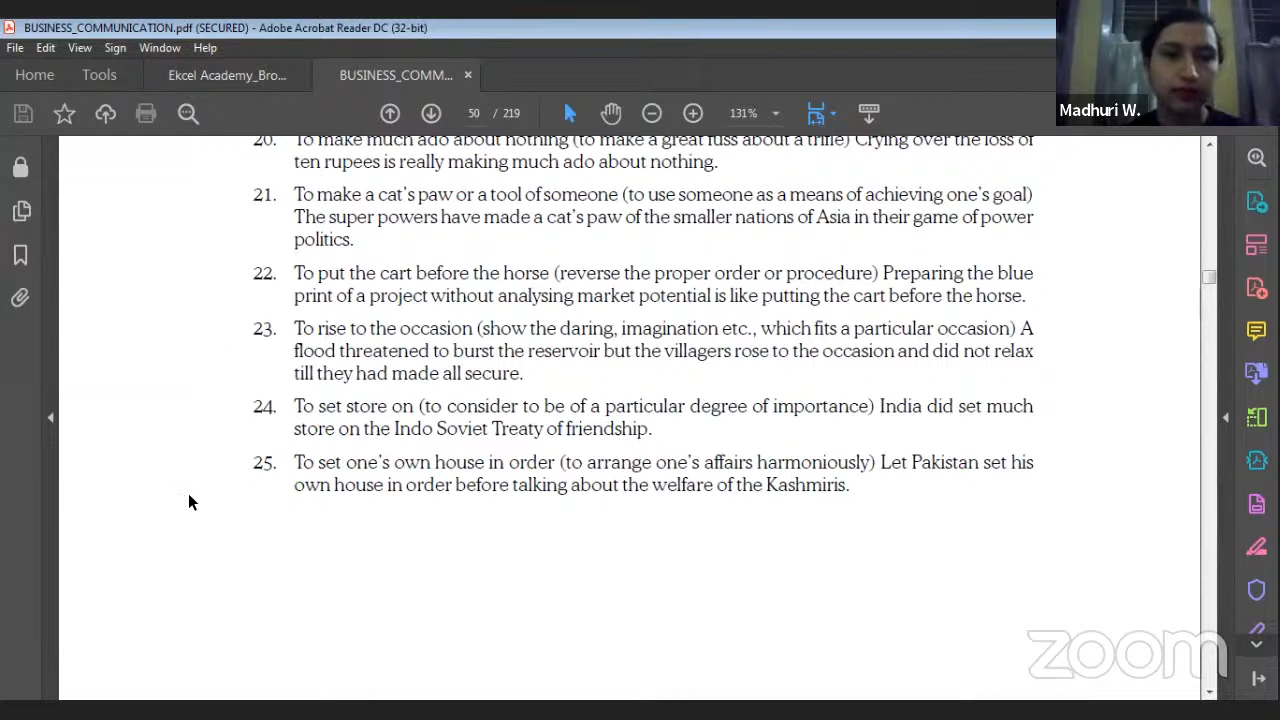 BUSINESS_COMMUNICATION.pdf (SECURED) - Adobe Acrobat Reader DC (32-bit)
File Edit View Sign Window Help
Home Tools Ekcel Academy_Bro... BUSINESS_COMM... ×
50 / 219 131%
Madhuri W.
20. To make much ado about nothing (to make a great fuss about a trifle) Crying over the loss of
ten rupees is really making much ado about nothing.
21. To make a cat's paw or a tool of someone (to use someone as a means of achieving one's goal)
The super powers have made a cat's paw of the smaller nations of Asia in their game of power
politics.
22. To put the cart before the horse (reverse the proper order or procedure) Preparing the blue
print of a project without analysing market potential is like putting the cart before the horse.
23. To rise to the occasion (show the daring, imagination etc., which fits a particular occasion) A
flood threatened to burst the reservoir but the villagers rose to the occasion and did not relax
till they had made all secure.
24. To set store on (to consider to be of a particular degree of importance) India did set much
store on the Indo Soviet Treaty of friendship.
25. To set one's own house in order (to arrange one's affairs harmoniously) Let Pakistan set his
own house in order before talking about the welfare of the Kashmiris.
zoom